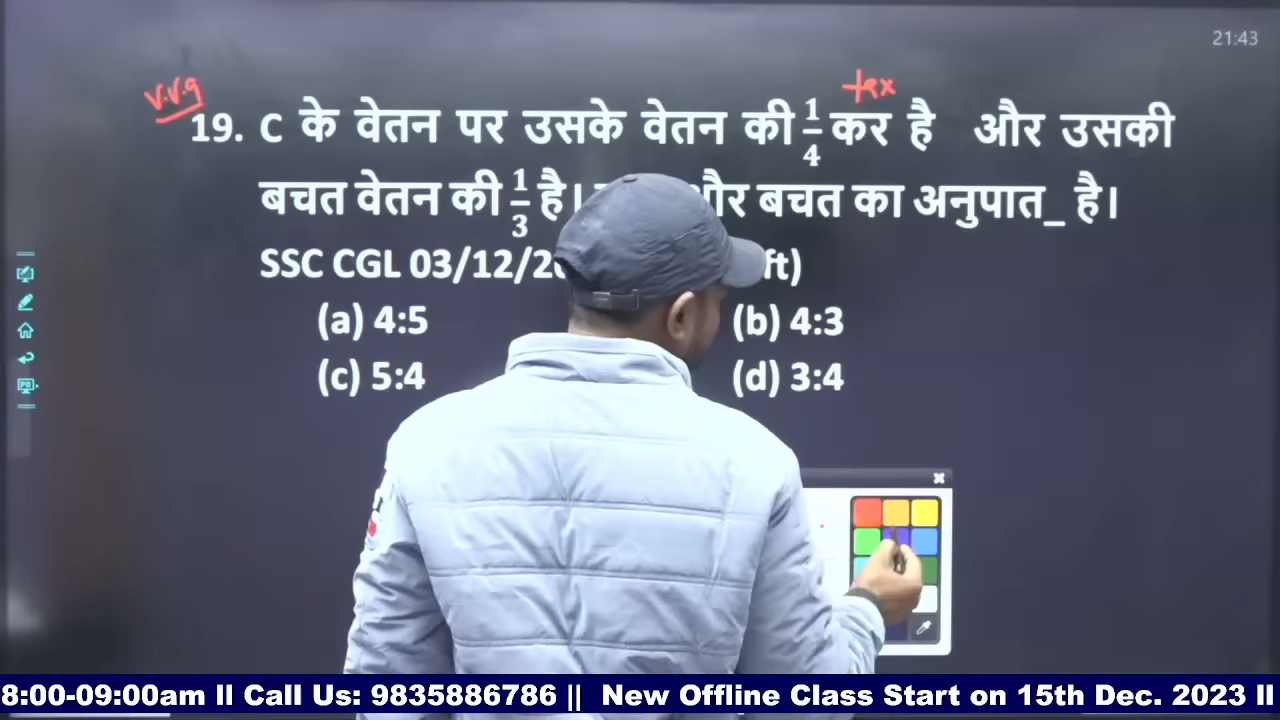 21:43
v.v.g
tax
19. C के वेतन पर उसके वेतन की 1/4 कर है और उसकी
बचत वेतन की 1/3 है। और बचत का अनुपात_ है।
SSC CGL 03/12/20 ft)
(a) 4:5 (b) 4:3
(c) 5:4 (d) 3:4
8:00-09:00am II Call Us: 9835886786 || New Offline Class Start on 15th Dec. 2023 II